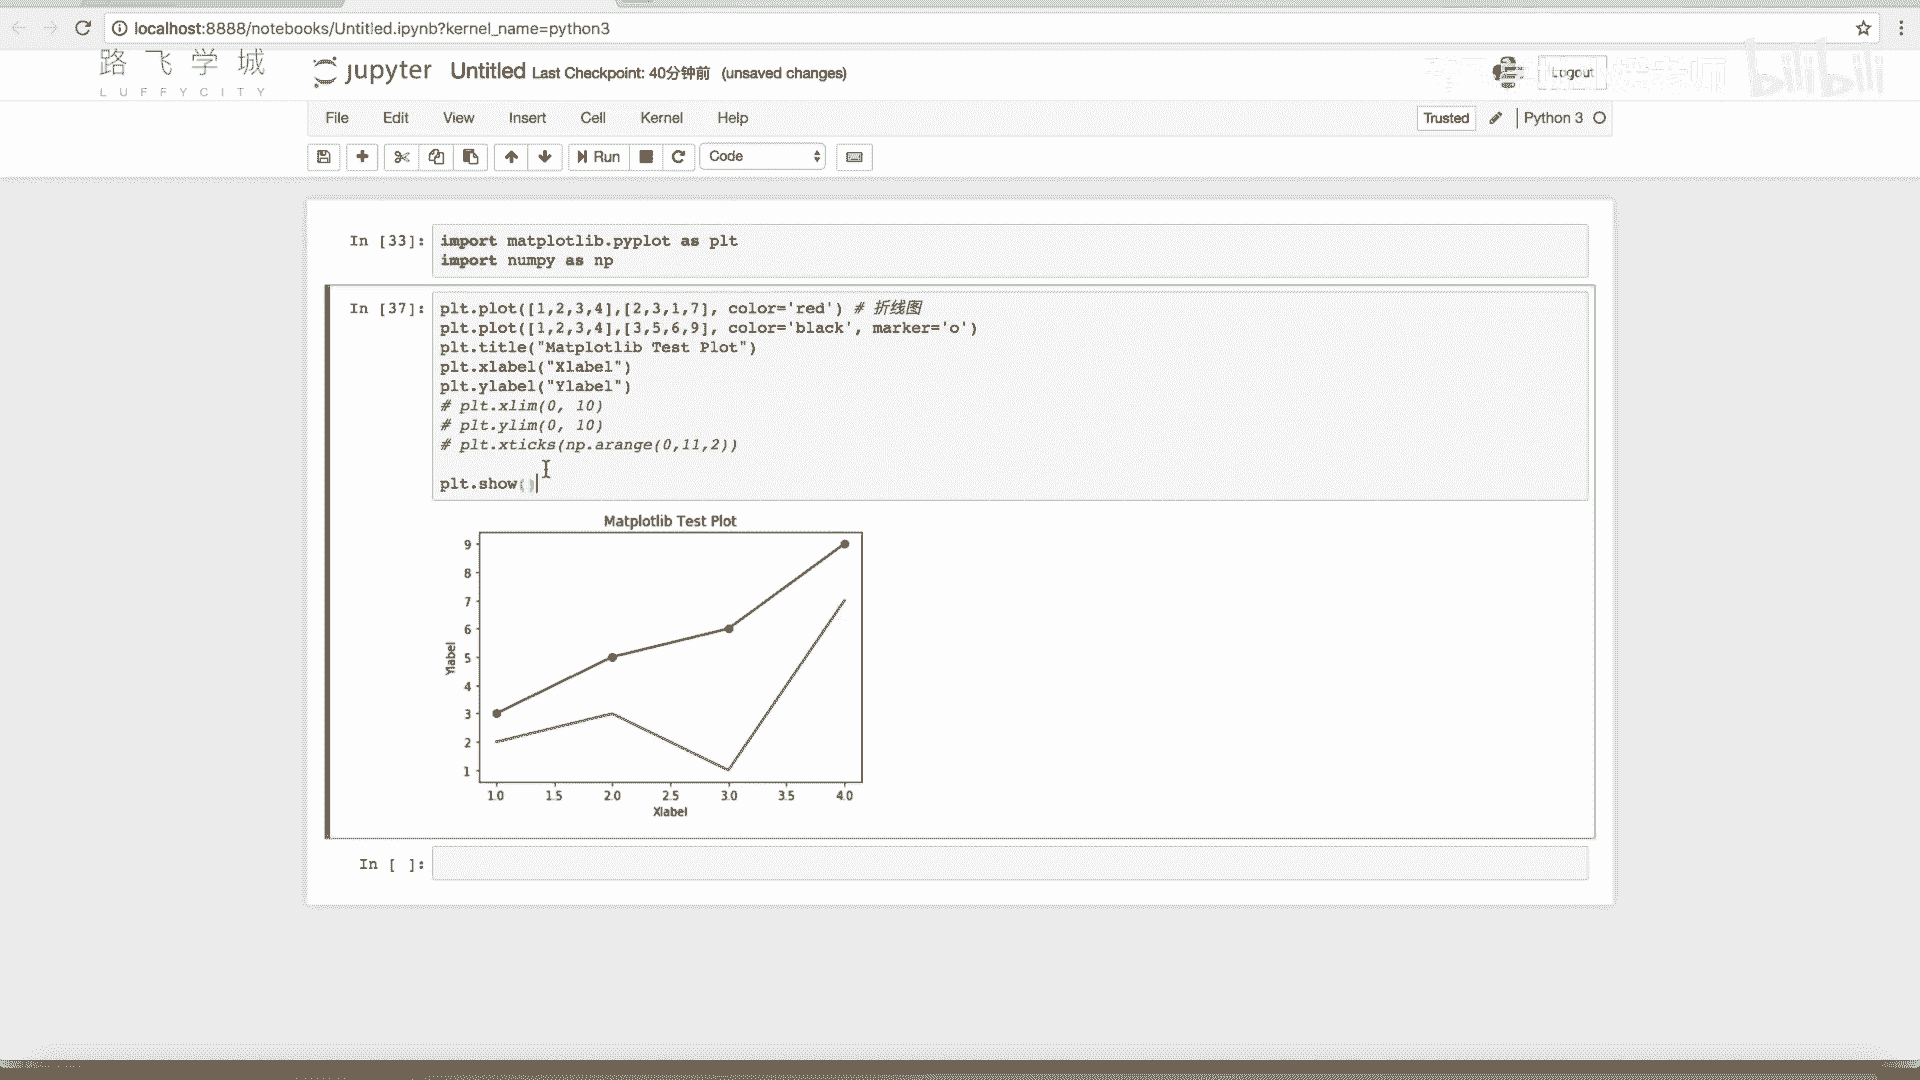 localhost:8888/notebooks/Untitled.ipynb?kernel_name=python3
路飞学城
LUFFYCITY
jupyter Untitled Last Checkpoint: 40分钟前 (unsaved changes)
Logout
bilibili
File Edit View Insert Cell Kernel Help
Trusted Python 3
Run Code
In [33]: import matplotlib.pyplot as plt
import numpy as np
In [37]: plt.plot([1,2,3,4],[2,3,1,7], color='red') # 折线图
plt.plot([1,2,3,4],[3,5,6,9], color='black', marker='o')
plt.title("Matplotlib Test Plot")
plt.xlabel("Xlabel")
plt.ylabel("Ylabel")
# plt.xlim(0, 10)
# plt.ylim(0, 10)
# plt.xticks(np.arange(0,11,2))
plt.show()
Matplotlib Test Plot
9
8
7
6
5
4
3
2
1
Ylabel
1.0 1.5 2.0 2.5 3.0 3.5 4.0
Xlabel
In [ ]: